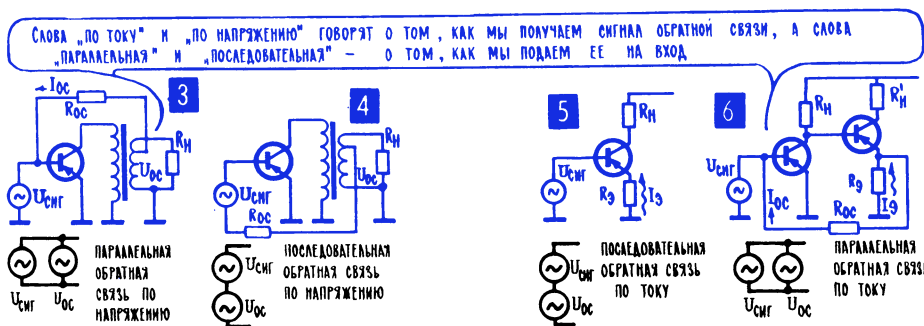 СЛОВА „ПО ТОКУ" И „ПО НАПРЯЖЕНИЮ" ГОВОРЯТ О ТОМ, КАК МЫ ПОЛУЧАЕМ СИГНАЛ ОБРАТНОЙ СВЯЗИ, А СЛОВА
„ПАРАЛЛЕЛЬНАЯ" И „ПОСЛЕДОВАТЕЛЬНАЯ" – О ТОМ, КАК МЫ ПОДАЕМ ЕЕ НА ВХОД
3
Iос
Rос
Rн
Uос
Uсиг
ПАРАЛЛЕЛЬНАЯ
ОБРАТНАЯ
СВЯЗЬ ПО
НАПРЯЖЕНИЮ
Uсиг Uос
4
Rн
Uос
Uсиг
Rос
ПОСЛЕДОВАТЕЛЬНАЯ
ОБРАТНАЯ СВЯЗЬ
ПО НАПРЯЖЕНИЮ
Uсиг
Uос
5
Rн
Uсиг
Rэ
Iэ
ПОСЛЕДОВАТЕЛЬНАЯ
ОБРАТНАЯ СВЯЗЬ
ПО ТОКУ
Uсиг
Uос
6
Rн
R'н
Uсиг
Iос
Rэ
Iэ
Rос
ПАРАЛЛЕЛЬНАЯ
ОБРАТНАЯ СВЯЗЬ
ПО ТОКУ
Uсиг Uос